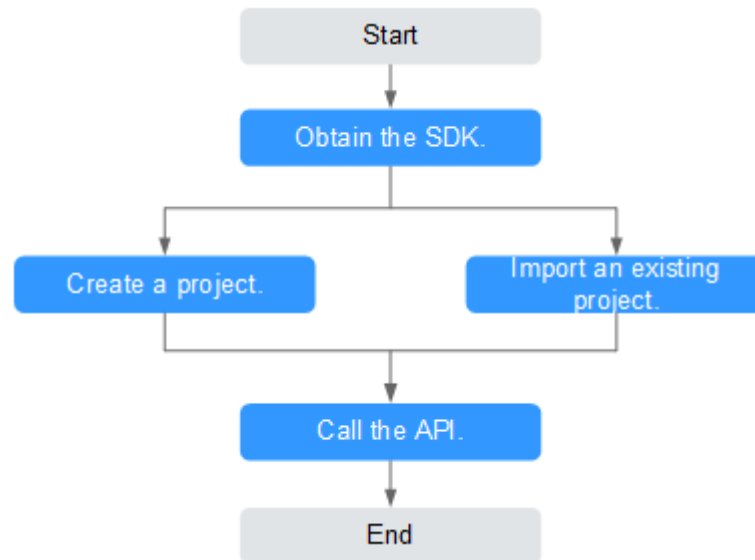 Start
Obtain the SDK.
Create a project.
Import an existing
project.
Call the API.
End